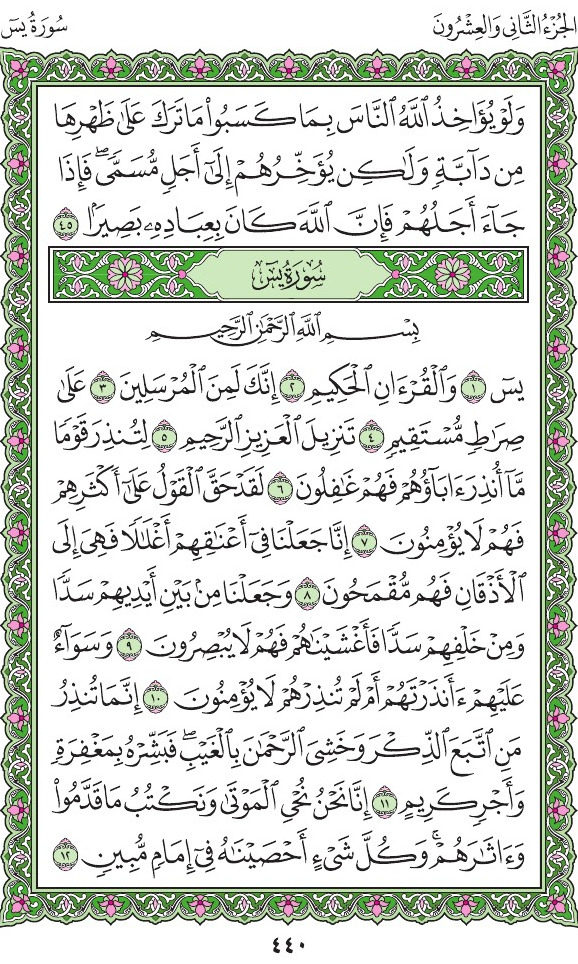 الجُزْءُ الثَّانِي وَالعِشْرُونَ
سُورَةُ يسٓ
وَلَوْ يُؤَاخِذُ ٱللَّهُ ٱلنَّاسَ بِمَا كَسَبُوا۟ مَا تَرَكَ عَلَىٰ ظَهْرِهَا
مِن دَآبَّةٍ وَلَـٰكِن يُؤَخِّرُهُمْ إِلَىٰٓ أَجَلٍ مُّسَمًّى ۖ فَإِذَا
جَآءَ أَجَلُهُمْ فَإِنَّ ٱللَّهَ كَانَ بِعِبَادِهِۦ بَصِيرًۢا ٤٥
سُورَةُ يسٓ
بِسْمِ ٱللَّهِ ٱلرَّحْمَـٰنِ ٱلرَّحِيمِ
يسٓ ١ وَٱلْقُرْءَانِ ٱلْحَكِيمِ ٢ إِنَّكَ لَمِنَ ٱلْمُرْسَلِينَ ٣ عَلَىٰ
صِرَٰطٍ مُّسْتَقِيمٍ ٤ تَنزِيلَ ٱلْعَزِيزِ ٱلرَّحِيمِ ٥ لِتُنذِرَ قَوْمًا
مَّآ أُنذِرَ ءَابَآؤُهُمْ فَهُمْ غَـٰفِلُونَ ٦ لَقَدْ حَقَّ ٱلْقَوْلُ عَلَىٰٓ أَكْثَرِهِمْ
فَهُمْ لَا يُؤْمِنُونَ ٧ إِنَّا جَعَلْنَا فِىٓ أَعْنَـٰقِهِمْ أَغْلَـٰلًا فَهِىَ إِلَى
ٱلْأَذْقَانِ فَهُم مُّقْمَحُونَ ٨ وَجَعَلْنَا مِنۢ بَيْنِ أَيْدِيهِمْ سَدًّا
وَمِنْ خَلْفِهِمْ سَدًّا فَأَغْشَيْنَـٰهُمْ فَهُمْ لَا يُبْصِرُونَ ٩ وَسَوَآءٌ
عَلَيْهِمْ ءَأَنذَرْتَهُمْ أَمْ لَمْ تُنذِرْهُمْ لَا يُؤْمِنُونَ ١٠ إِنَّمَا تُنذِرُ
مَنِ ٱتَّبَعَ ٱلذِّكْرَ وَخَشِىَ ٱلرَّحْمَـٰنَ بِٱلْغَيْبِ ۖ فَبَشِّرْهُ بِمَغْفِرَةٍ
وَأَجْرٍ كَرِيمٍ ١١ إِنَّا نَحْنُ نُحْىِ ٱلْمَوْتَىٰ وَنَكْتُبُ مَا قَدَّمُوا۟
وَءَاثَـٰرَهُمْ ۚ وَكُلَّ شَىْءٍ أَحْصَيْنَـٰهُ فِىٓ إِمَامٍ مُّبِينٍ ١٢
٤٤٠